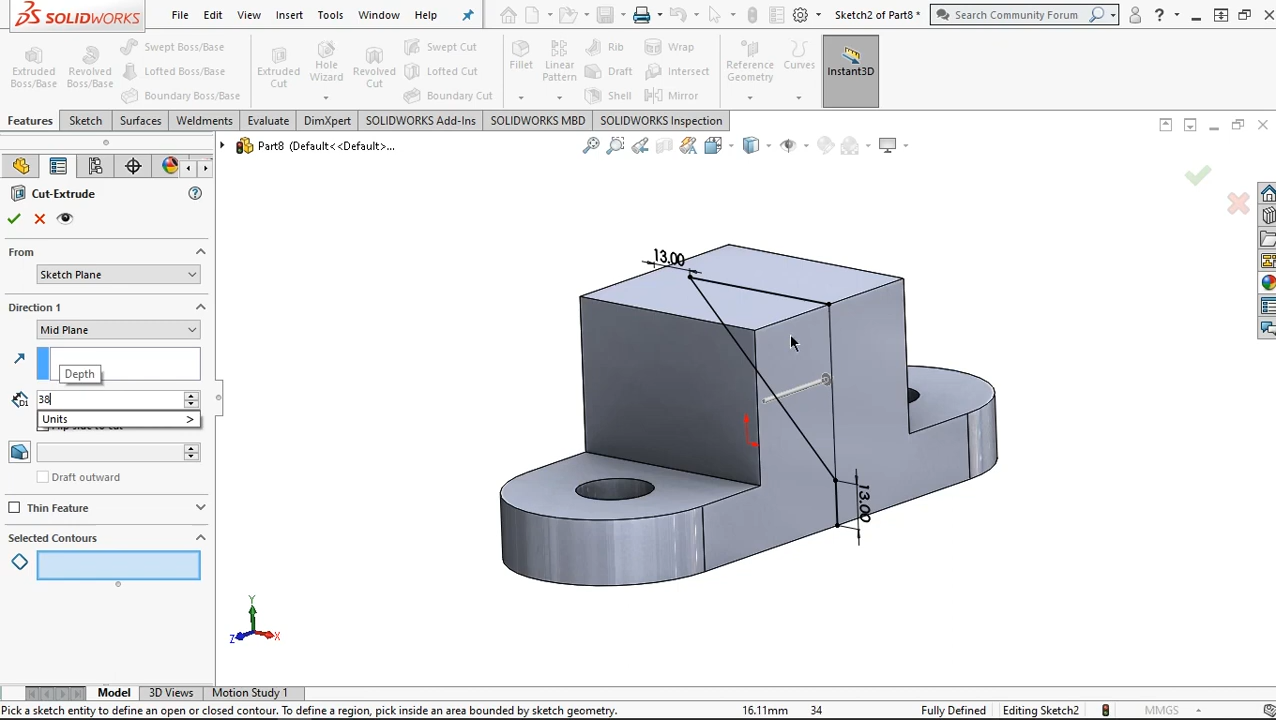 SOLIDWORKS File Edit View Insert Tools Window Help Sketch2 of Part8 * Search Community Forum ?
Extruded Boss/Base Revolved Boss/Base Swept Boss/Base Lofted Boss/Base Boundary Boss/Base Extruded Cut Hole Wizard Revolved Cut Swept Cut Lofted Cut Boundary Cut Fillet Linear Pattern Rib Draft Shell Wrap Intersect Mirror Reference Geometry Curves Instant3D
Features Sketch Surfaces Weldments Evaluate DimXpert SOLIDWORKS Add-Ins SOLIDWORKS MBD SOLIDWORKS Inspection
Part8 (Default<<Default>...
Cut-Extrude ?
From
Sketch Plane
Direction 1
Mid Plane
Depth
38
Units >
Draft outward
Thin Feature
Selected Contours
13.00
13.00
Y
Z X
Model 3D Views Motion Study 1
Pick a sketch entity to define an open or closed contour. To define a region, pick inside an area bounded by sketch geometry. 16.11mm 34 Fully Defined Editing Sketch2 MMGS